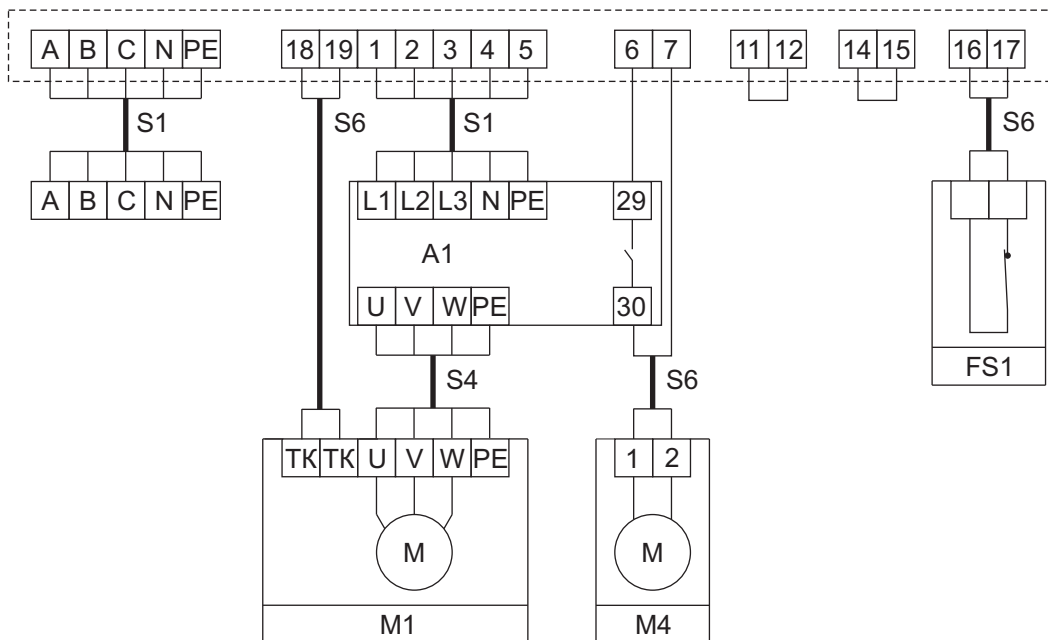 A B C N PE 18 19 1 2 3 4 5 6 7 11 12 14 15 16 17
S1 S6 S1 S6
A B C N PE L1 L2 L3 N PE 29
A1
U V W PE 30
FS1
S4 S6
TK TK U V W PE 1 2
M M
M1 M4